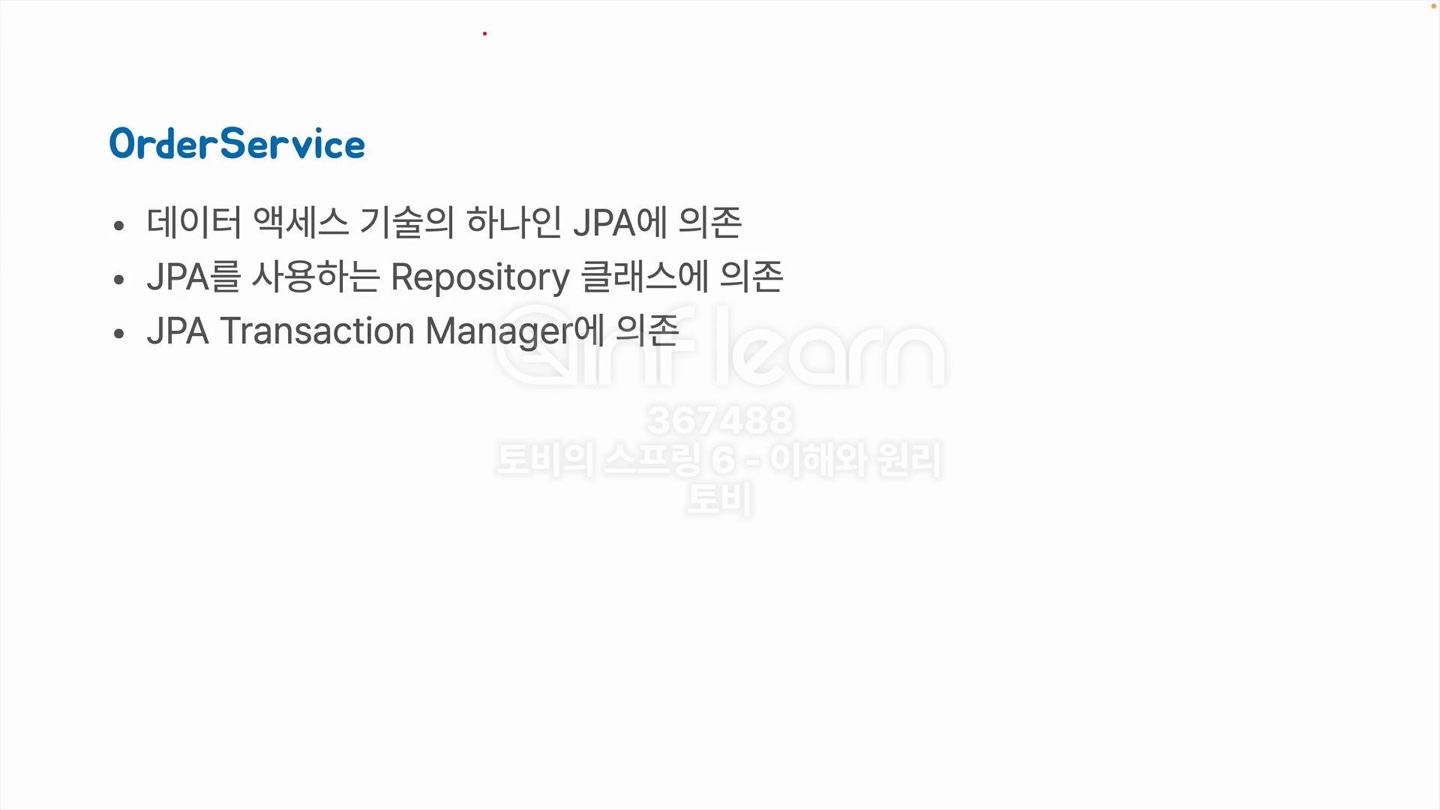 OrderService
• 데이터 액세스 기술의 하나인 JPA에 의존
• JPA를 사용하는 Repository 클래스에 의존
• JPA Transaction Manager에 의존
inflearn
367488
토비의 스프링 6 - 이해와 원리
토비